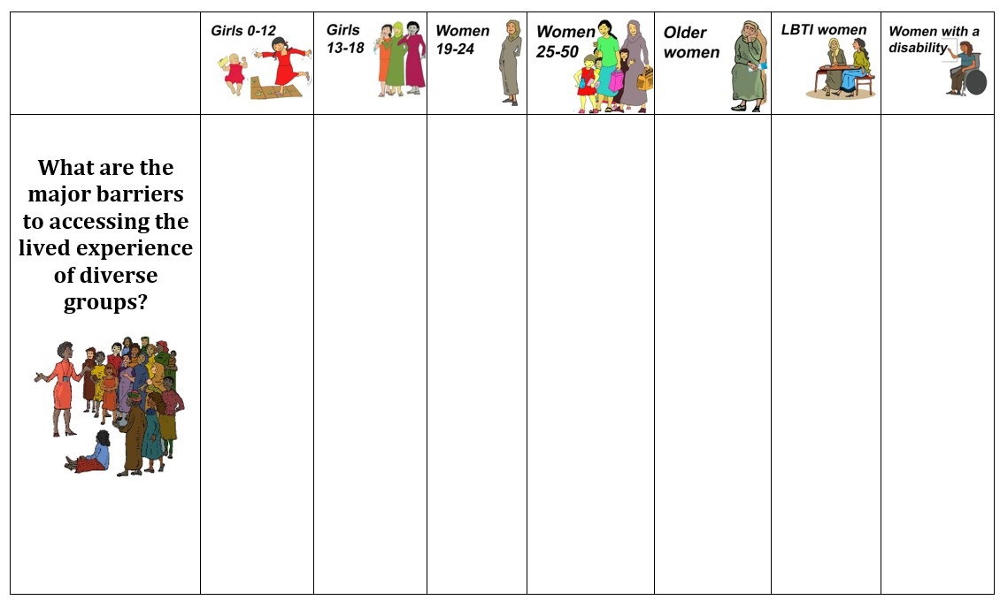 Girls 0-12
Girls
13-18
Women
19-24
Women
25-50
Older
women
LBTI women
Women with a
disability
What are the
major barriers
to accessing the
lived experience
of diverse
groups?